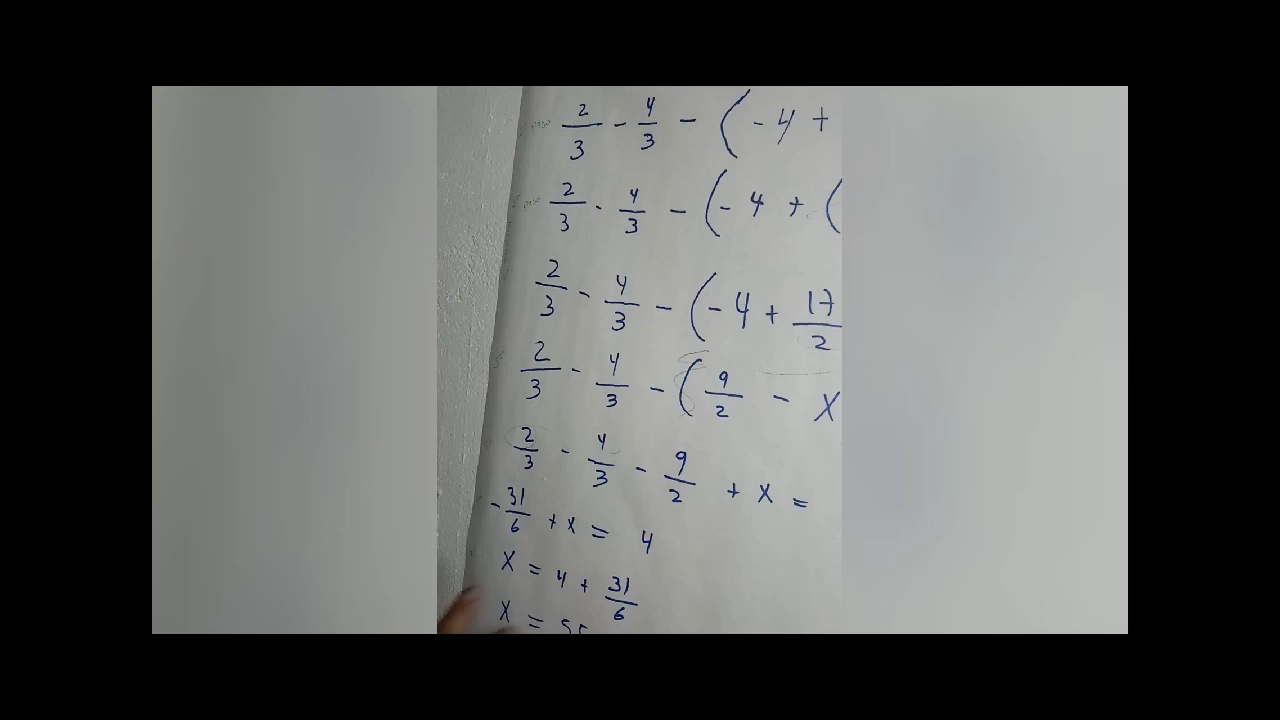 2/3 - 4/3 - (-4 +
2/3 - 4/3 - (-4 + (
2/3 - 4/3 - (-4 + 17/2
2/3 - 4/3 - (9/2 - X
2/3 - 4/3 - 9/2 + X =
-31/6 + x = 4
X = 4 + 31/6
X =